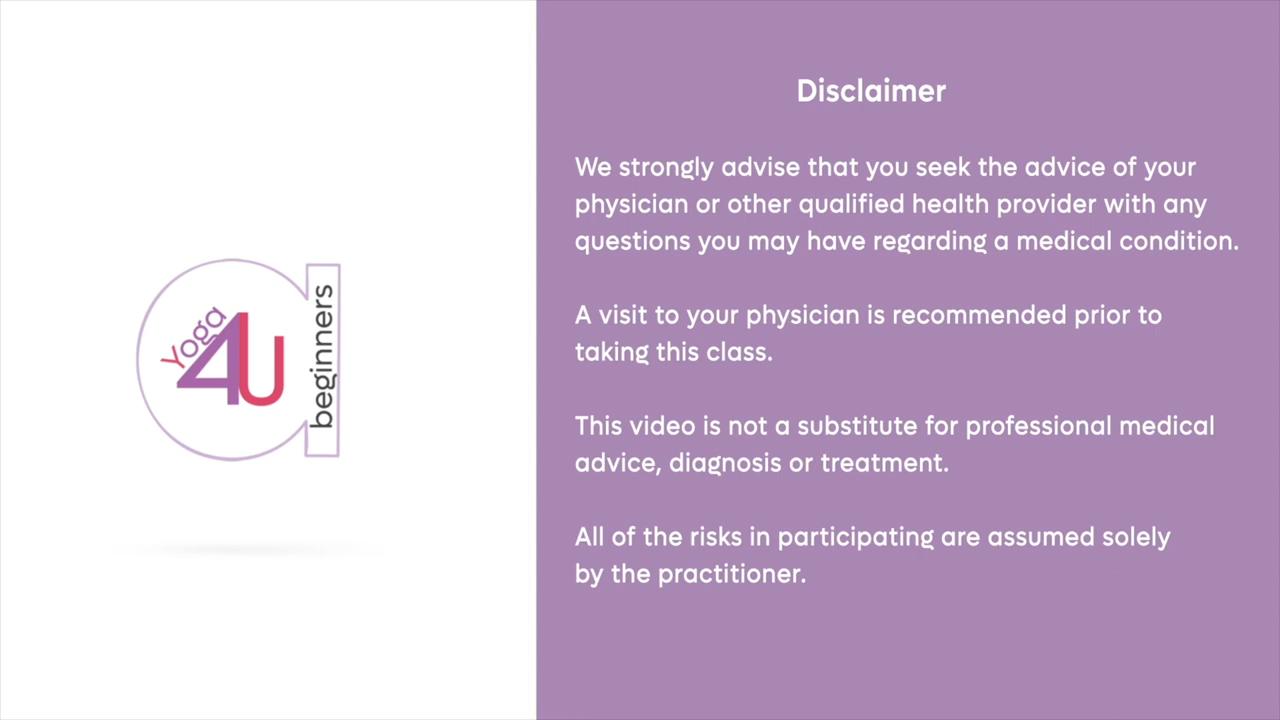 Yoga
4U
beginners
Disclaimer
We strongly advise that you seek the advice of your
physician or other qualified health provider with any
questions you may have regarding a medical condition.
A visit to your physician is recommended prior to
taking this class.
This video is not a substitute for professional medical
advice, diagnosis or treatment.
All of the risks in participating are assumed solely
by the practitioner.